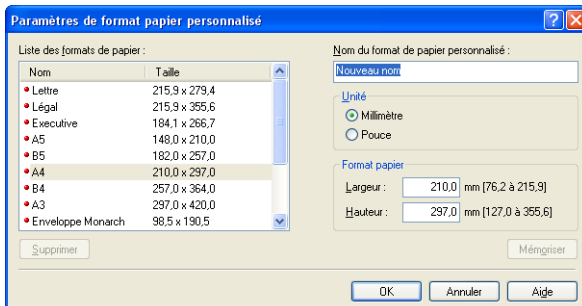 Paramètres de format papier personnalisé
Liste des formats de papier :
Nom Taille
Lettre 215,9 x 279,4
Légal 215,9 x 355,6
Executive 184,1 x 266,7
A5 148,0 x 210,0
B5 182,0 x 257,0
A4 210,0 x 297,0
B4 257,0 x 364,0
A3 297,0 x 420,0
Enveloppe Monarch 98,5 x 190,5
Supprimer
Nom du format de papier personnalisé :
Nouveau nom
Unité
Millimètre
Pouce
Format papier
Largeur : 210,0 mm [76,2 à 215,9]
Hauteur : 297,0 mm [127,0 à 355,6]
Mémoriser
OK Annuler Aide